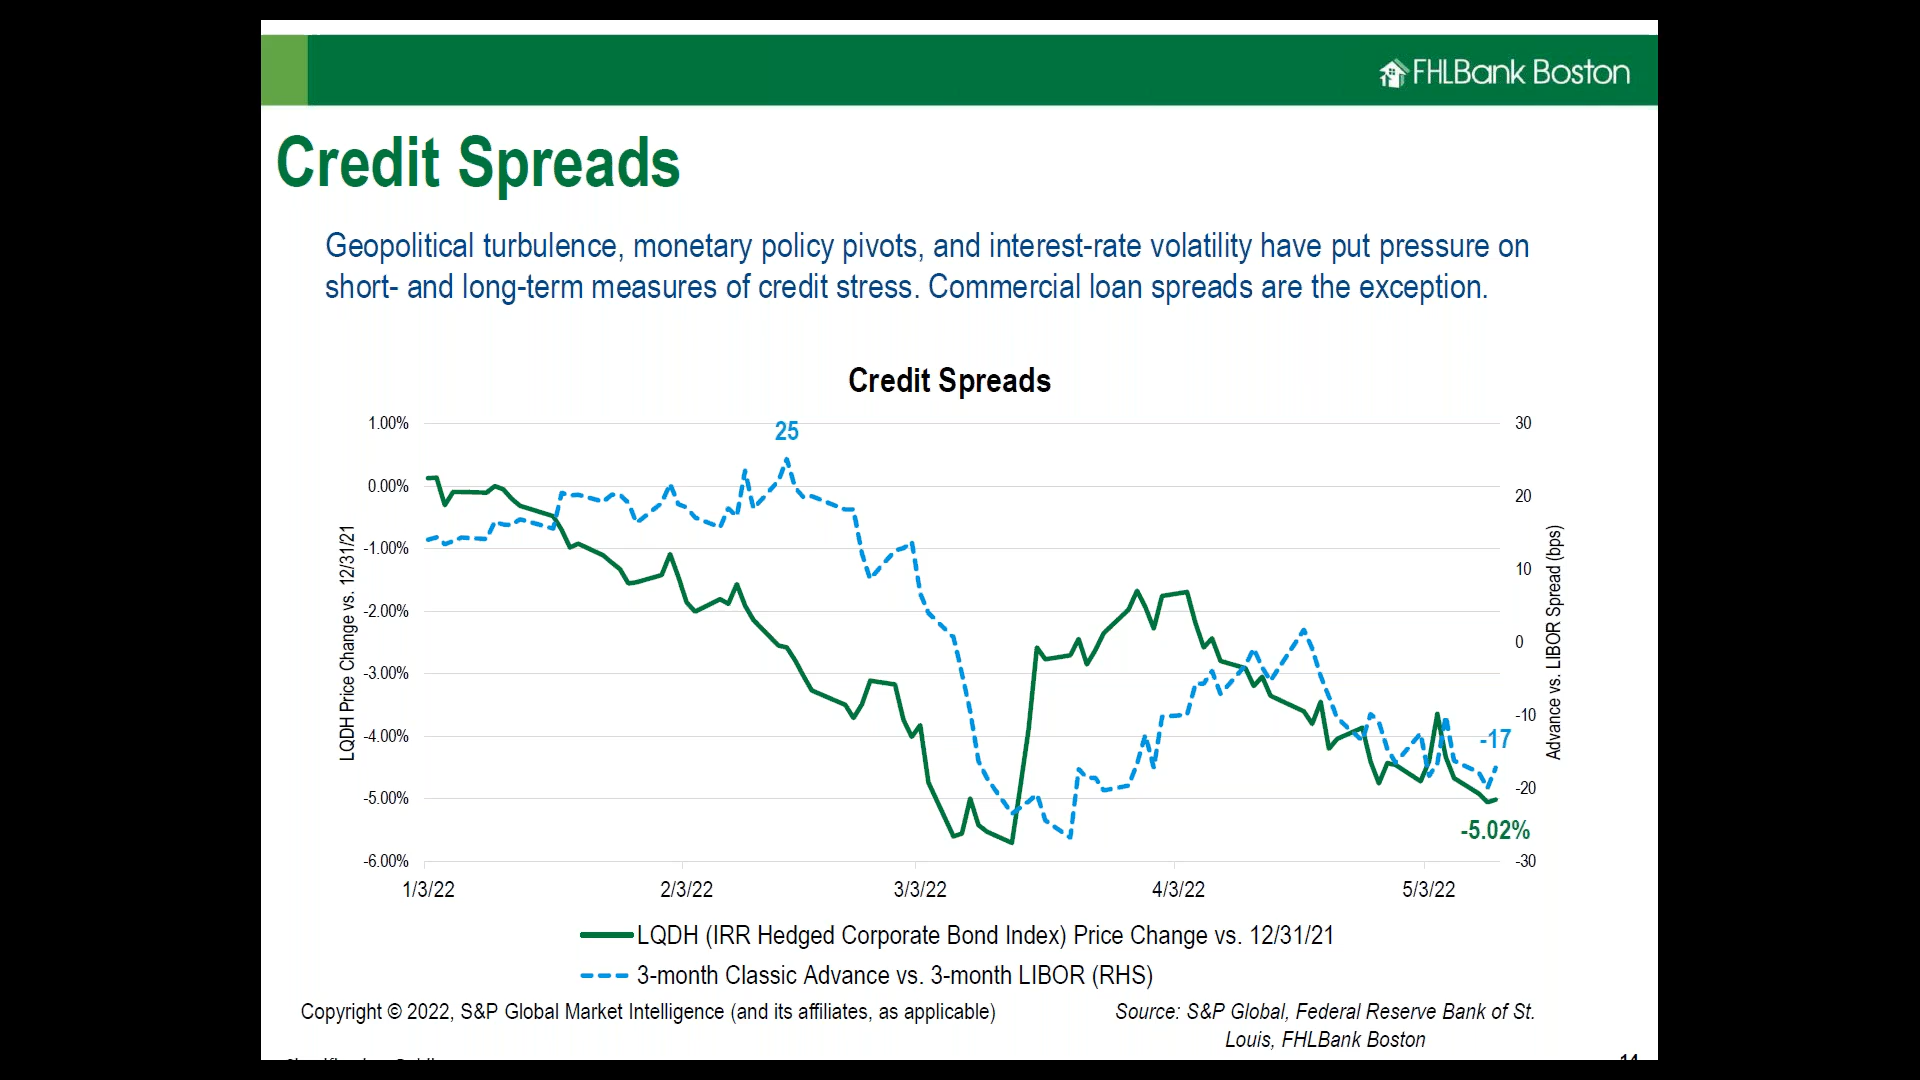 FHLBank Boston
Credit Spreads
Geopolitical turbulence, monetary policy pivots, and interest-rate volatility have put pressure on
short- and long-term measures of credit stress. Commercial loan spreads are the exception.
Credit Spreads
LQDH Price Change vs. 12/31/21
1.00%
0.00%
-1.00%
-2.00%
-3.00%
-4.00%
-5.00%
-6.00%
25
-17
-5.02%
30
20
10
0
-10
-20
-30
Advance vs. LIBOR Spread (bps)
1/3/22 2/3/22 3/3/22 4/3/22 5/3/22
LQDH (IRR Hedged Corporate Bond Index) Price Change vs. 12/31/21
3-month Classic Advance vs. 3-month LIBOR (RHS)
Copyright © 2022, S&P Global Market Intelligence (and its affiliates, as applicable)
Source: S&P Global, Federal Reserve Bank of St.
Louis, FHLBank Boston